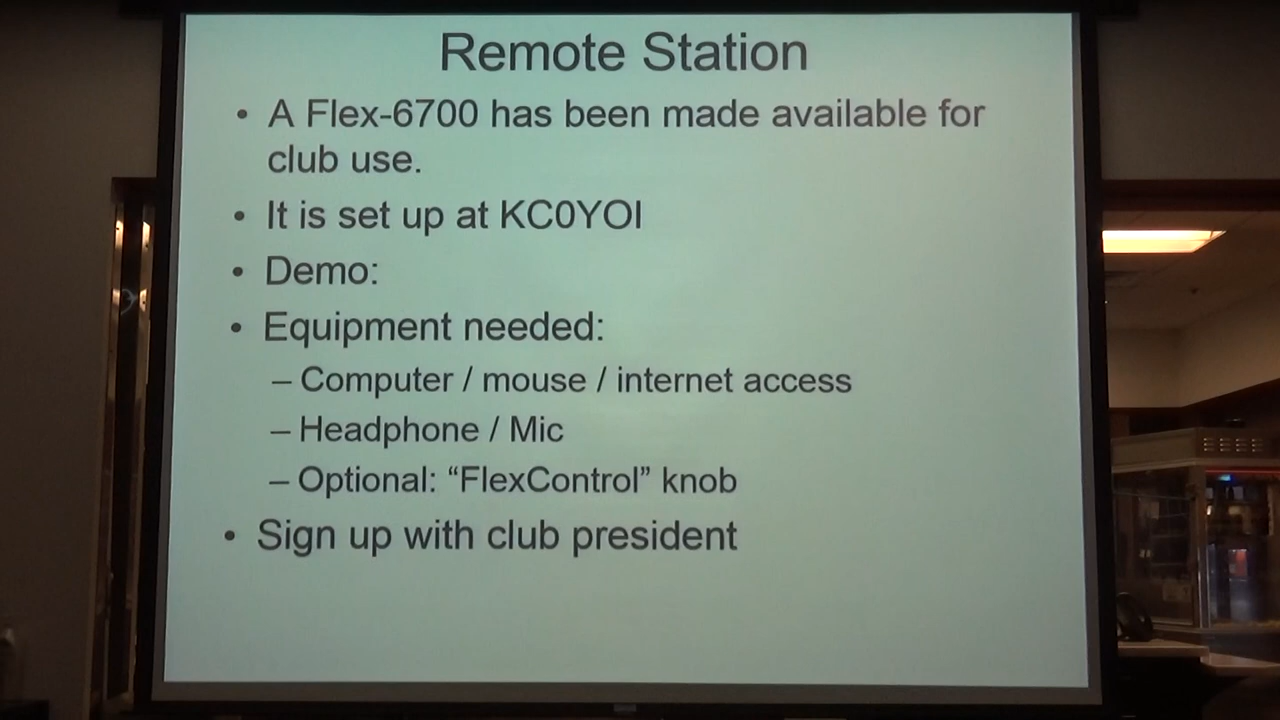 Remote Station
• A Flex-6700 has been made available for
club use.
• It is set up at KC0YOI
• Demo:
• Equipment needed:
– Computer / mouse / internet access
– Headphone / Mic
– Optional: “FlexControl” knob
• Sign up with club president